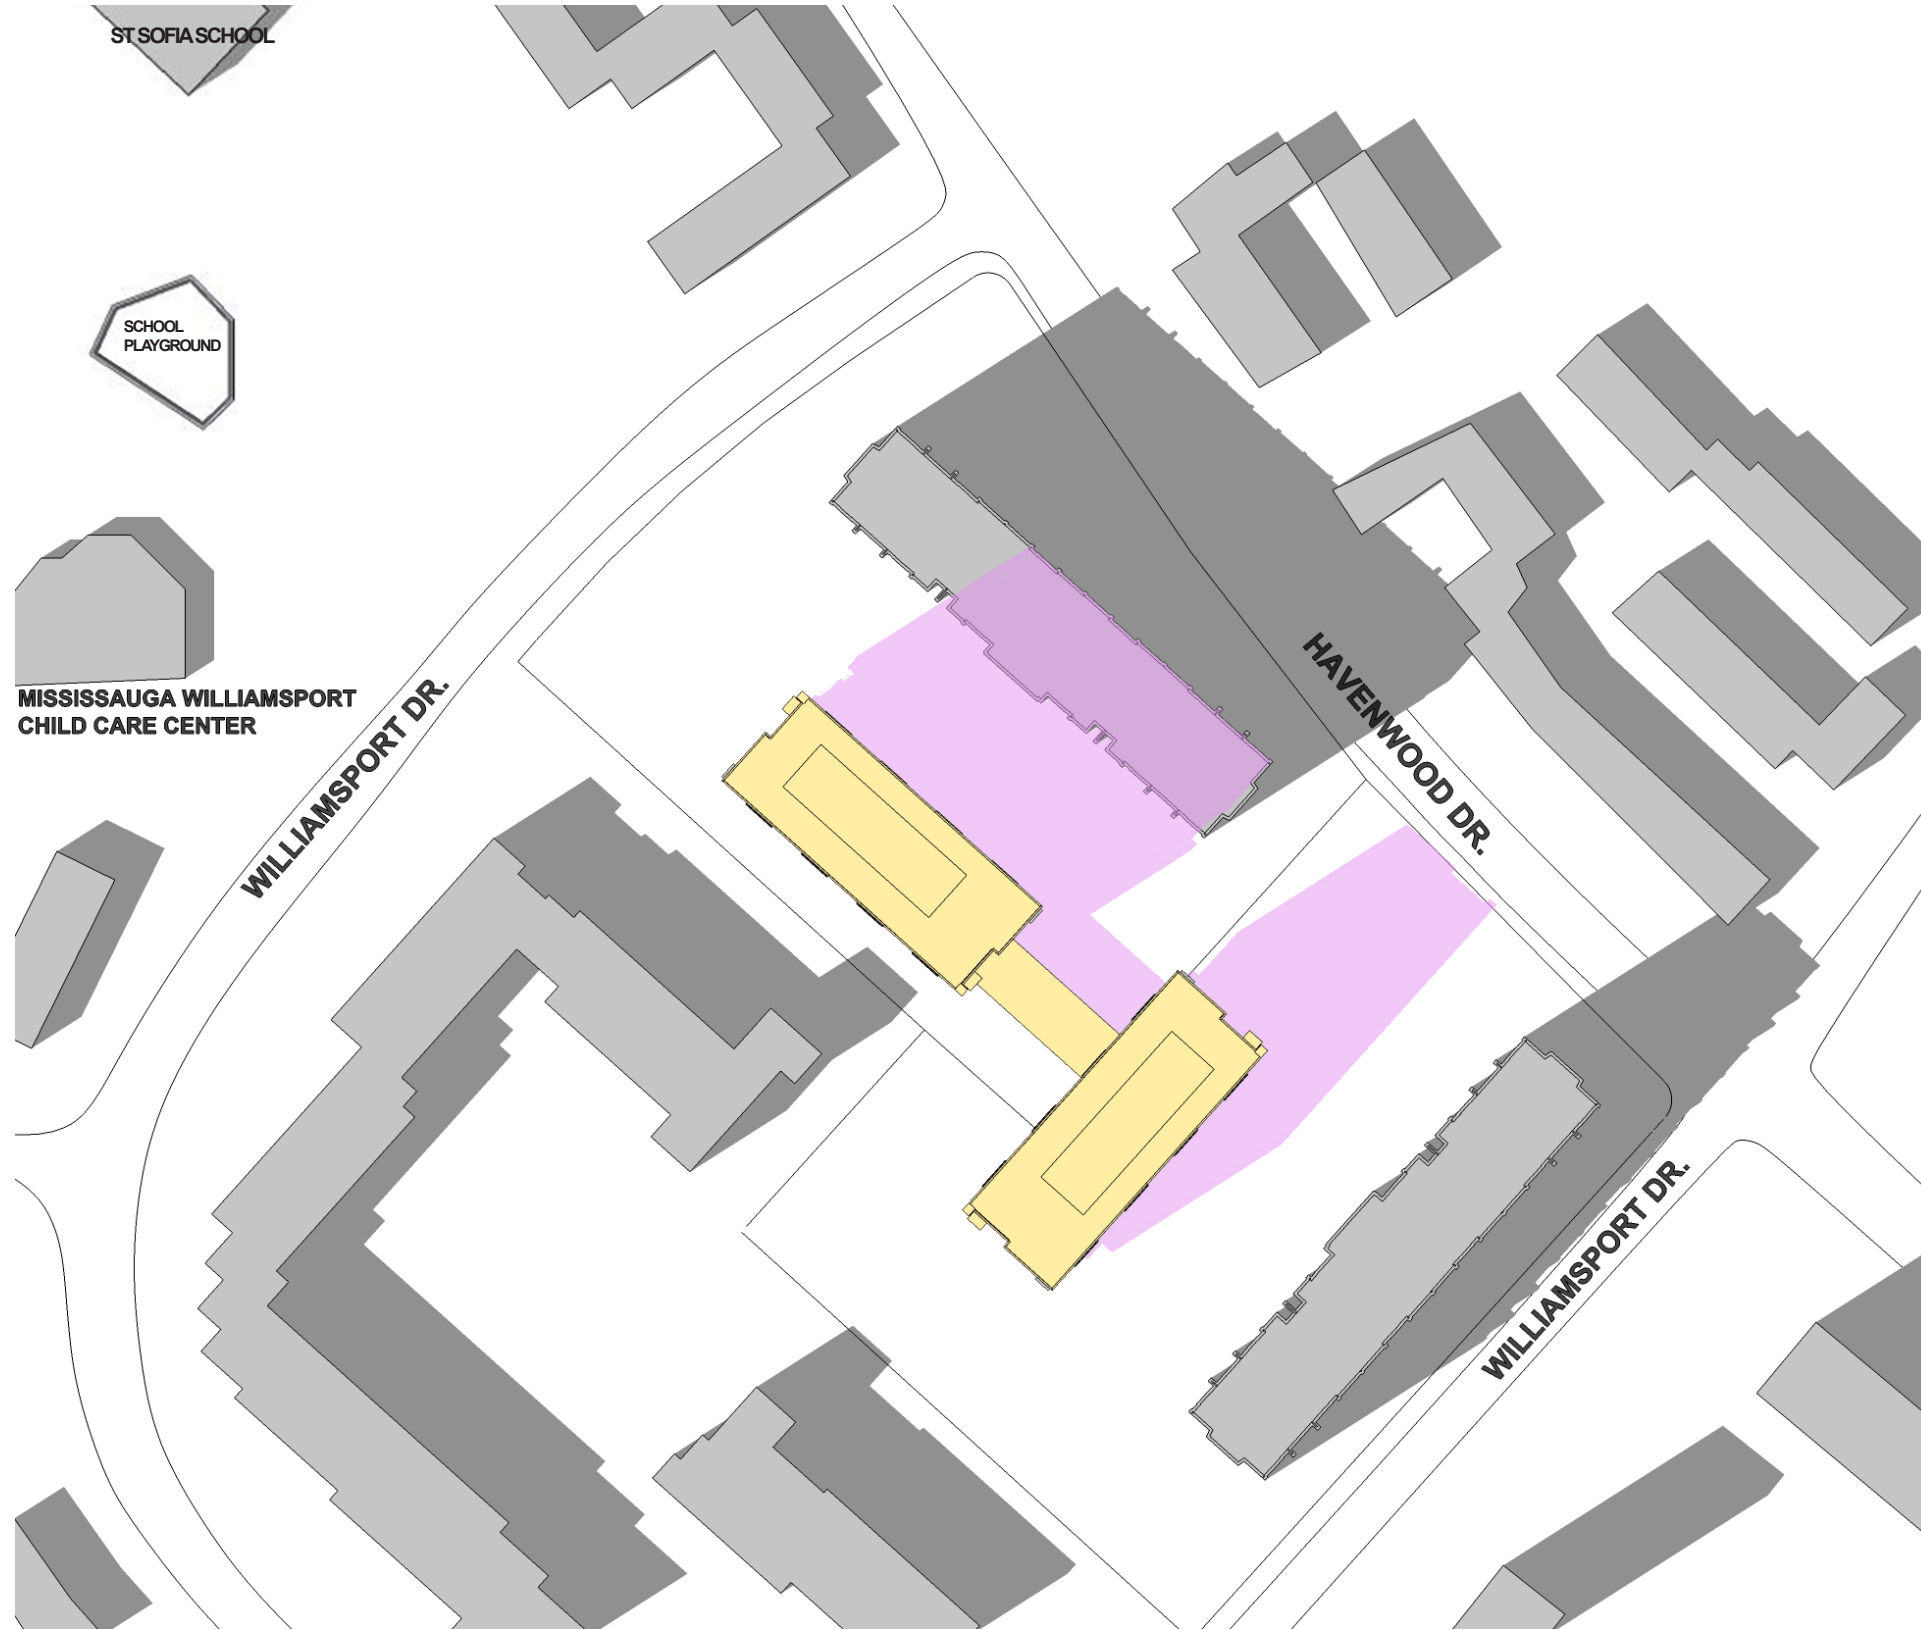 ST SOFIA SCHOOL
SCHOOL
PLAYGROUND
MISSISSAUGA WILLIAMSPORT
CHILD CARE CENTER
WILLIAMSPORT DR.
HAVENWOOD DR.
WILLIAMSPORT DR.